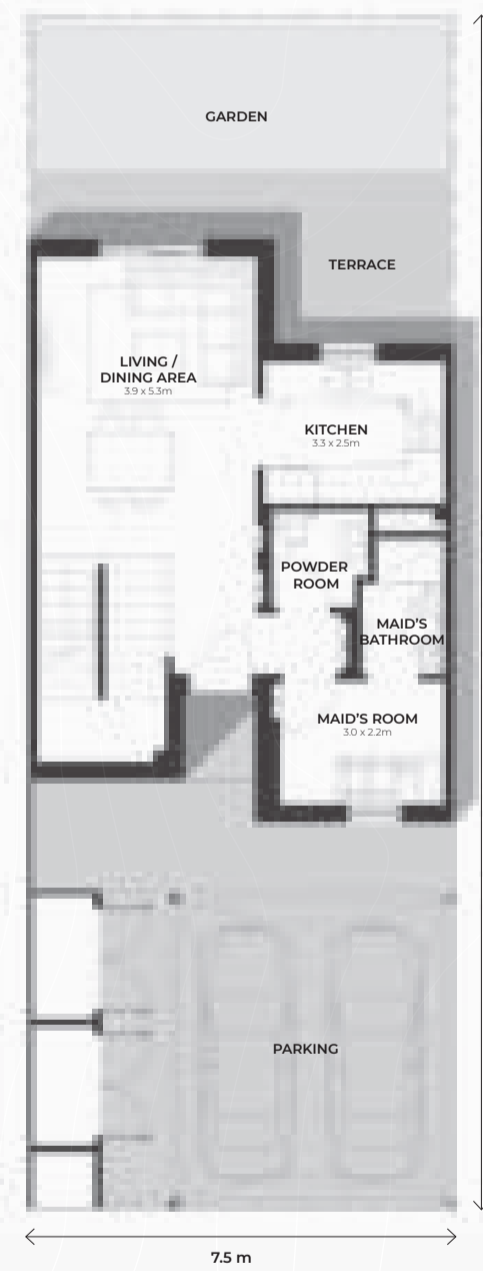 GARDEN
TERRACE
LIVING /
DINING AREA
3.9 x 5.3m
KITCHEN
3.3 x 2.5m
POWDER
ROOM
MAID'S
BATHROOM
MAID'S ROOM
3.0 x 2.2m
PARKING
7.5 m